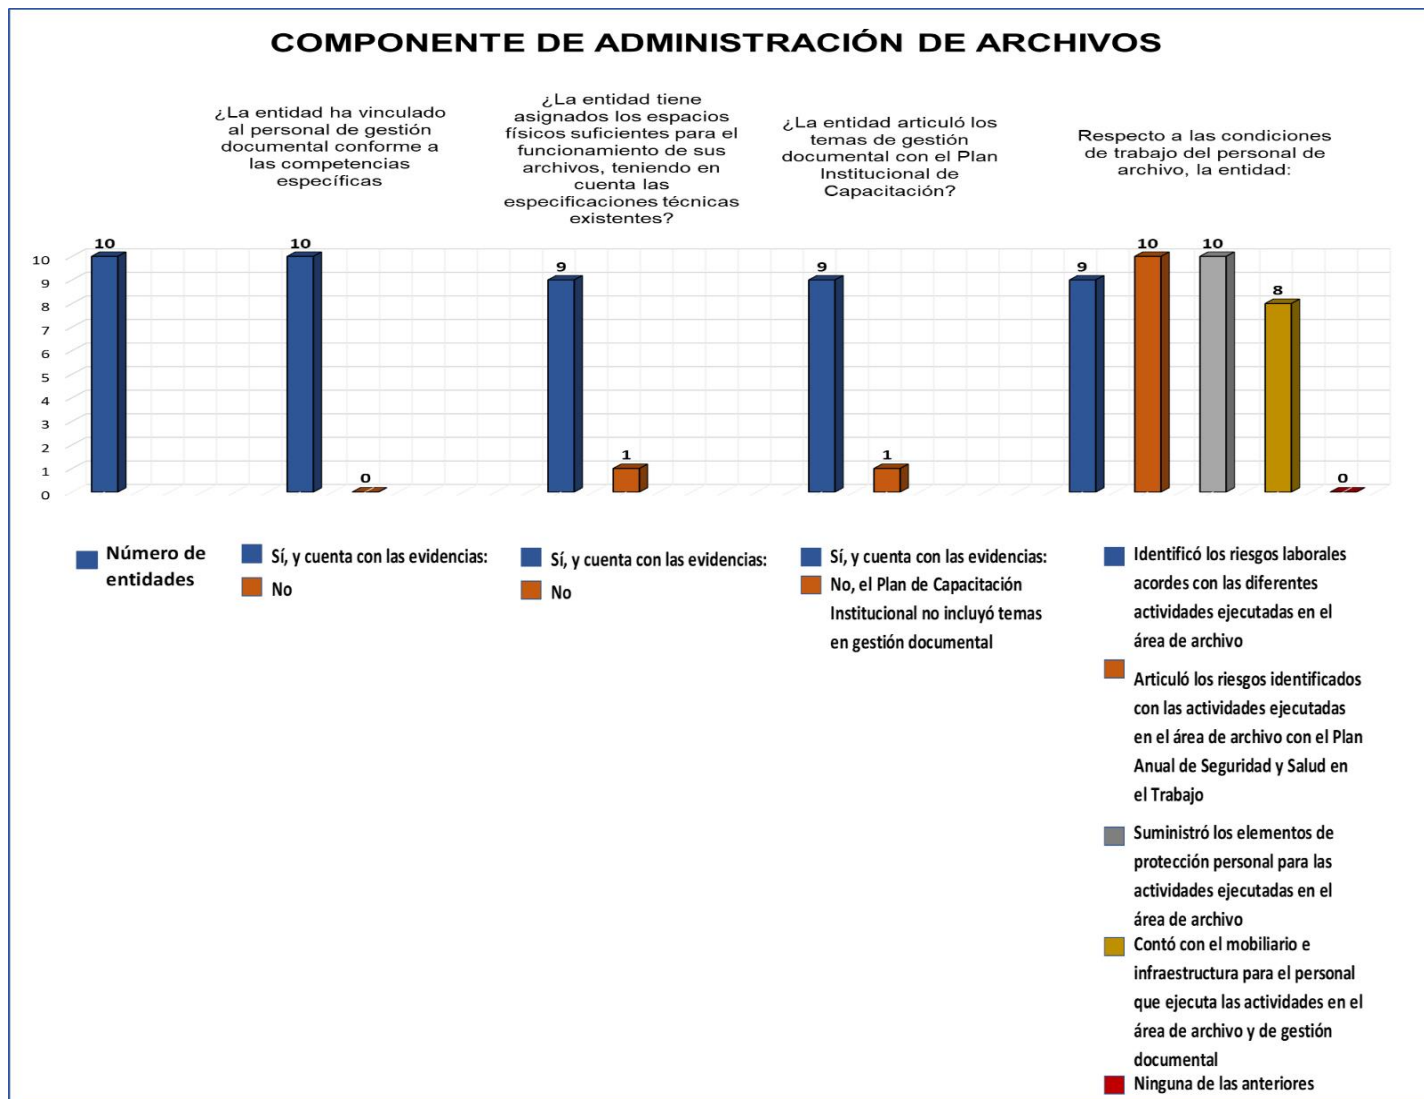 COMPONENTE DE ADMINISTRACIÓN DE ARCHIVOS
¿La entidad ha vinculado
al personal de gestión
documental conforme a
las competencias
específicas
¿La entidad tiene
asignados los espacios
físicos suficientes para el
funcionamiento de sus
archivos, teniendo en
cuenta las
especificaciones técnicas
existentes?
¿La entidad articuló los
temas de gestión
documental con el Plan
Institucional de
Capacitación?
Respecto a las condiciones
de trabajo del personal de
archivo, la entidad:
10
9
8
7
6
5
4
3
2
1
0
10
10
0
9
1
9
1
9
10
10
8
0
Número de
entidades
Sí, y cuenta con las evidencias:
No
Sí, y cuenta con las evidencias:
No
Sí, y cuenta con las evidencias:
No, el Plan de Capacitación
Institucional no incluyó temas
en gestión documental
Identificó los riesgos laborales
acordes con las diferentes
actividades ejecutadas en el
área de archivo
Articuló los riesgos identificados
con las actividades ejecutadas
en el área de archivo con el Plan
Anual de Seguridad y Salud en
el Trabajo
Suministró los elementos de
protección personal para las
actividades ejecutadas en el
área de archivo
Contó con el mobiliario e
infraestructura para el personal
que ejecuta las actividades en el
área de archivo y de gestión
documental
Ninguna de las anteriores